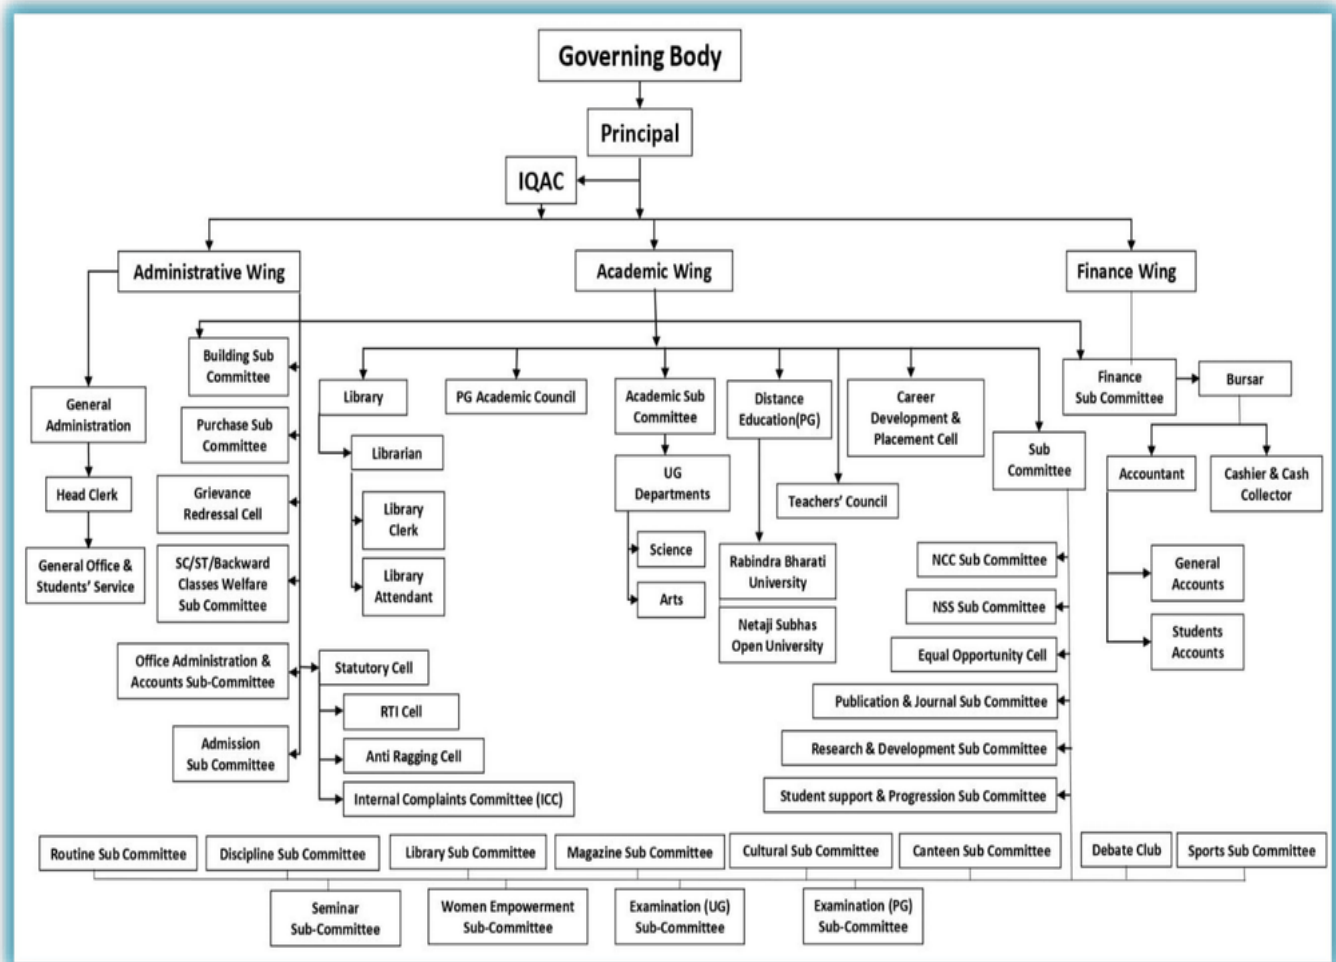 Governing Body
Principal
IQAC
Administrative Wing
Academic Wing
Finance Wing
Building Sub
Committee
General
Administration
Purchase Sub
Committee
Head Clerk
Grievance
Redressal Cell
General Office &
Students' Service
SC/ST/Backward
Classes Welfare
Sub Committee
Office Administration &
Accounts Sub-Committee
Admission
Sub Committee
Statutory Cell
RTI Cell
Anti Ragging Cell
Internal Complaints Committee (ICC)
Library
Librarian
Library
Clerk
Library
Attendant
PG Academic Council
Academic Sub
Committee
UG
Departments
Science
Arts
Distance
Education(PG)
Rabindra Bharati
University
Netaji Subhas
Open University
Teachers' Council
Career
Development &
Placement Cell
Sub
Committee
NCC Sub Committee
NSS Sub Committee
Equal Opportunity Cell
Publication & Journal Sub Committee
Research & Development Sub Committee
Student support & Progression Sub Committee
Finance
Sub Committee
Bursar
Accountant
Cashier & Cash
Collector
General
Accounts
Students
Accounts
Routine Sub Committee
Discipline Sub Committee
Library Sub Committee
Magazine Sub Committee
Cultural Sub Committee
Canteen Sub Committee
Debate Club
Sports Sub Committee
Seminar
Sub-Committee
Women Empowerment
Sub-Committee
Examination (UG)
Sub-Committee
Examination (PG)
Sub-Committee